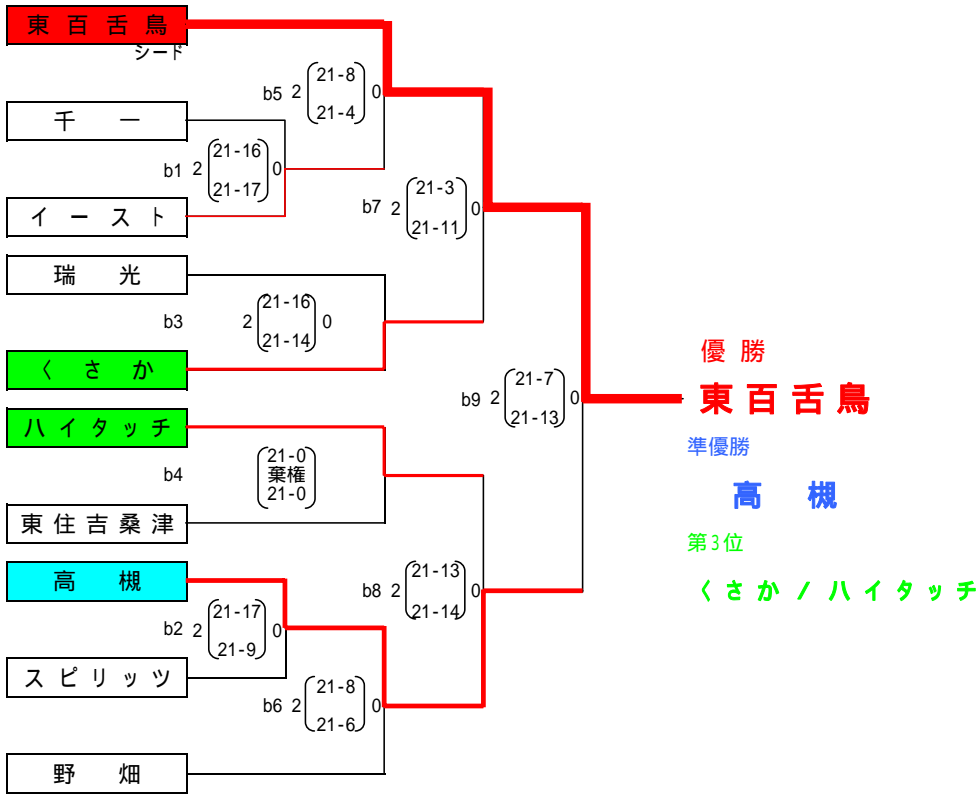 東百舌鳥
シード
b5 2 21-8 0
21-4
千一
b1 2 21-16 0
21-17
イースト
b7 2 21-3 0
21-11
瑞光
b3 2 21-16 0
21-14
くさか
優勝
東百舌鳥
b9 2 21-7 0
21-13
ハイタッチ
準優勝
b4 21-0
棄権
21-0
高槻
東住吉桑津
第3位
高槻
b8 2 21-13 0
21-14
くさか / ハイタッチ
b2 2 21-17 0
21-9
スピリッツ
b6 2 21-8 0
21-6
野畑